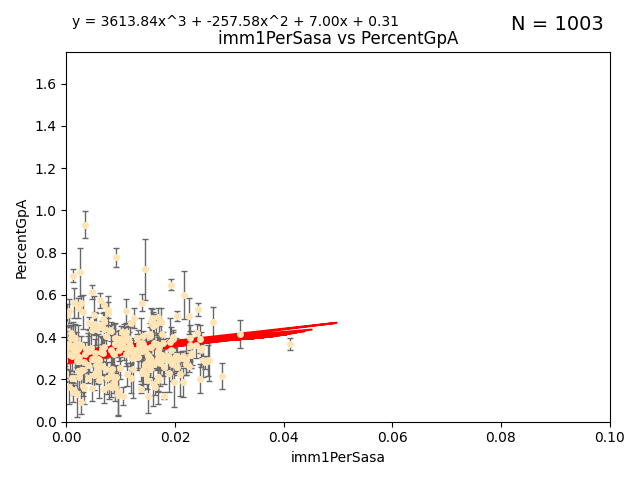 y = 3613.84x^3 + -257.58x^2 + 7.00x + 0.31
N = 1003
imm1PerSasa vs PercentGpA
1.6
1.4
1.2
1.0
0.8
0.6
0.4
0.2
0.0
PercentGpA
0.00 0.02 0.04 0.06 0.08 0.10
imm1PerSasa